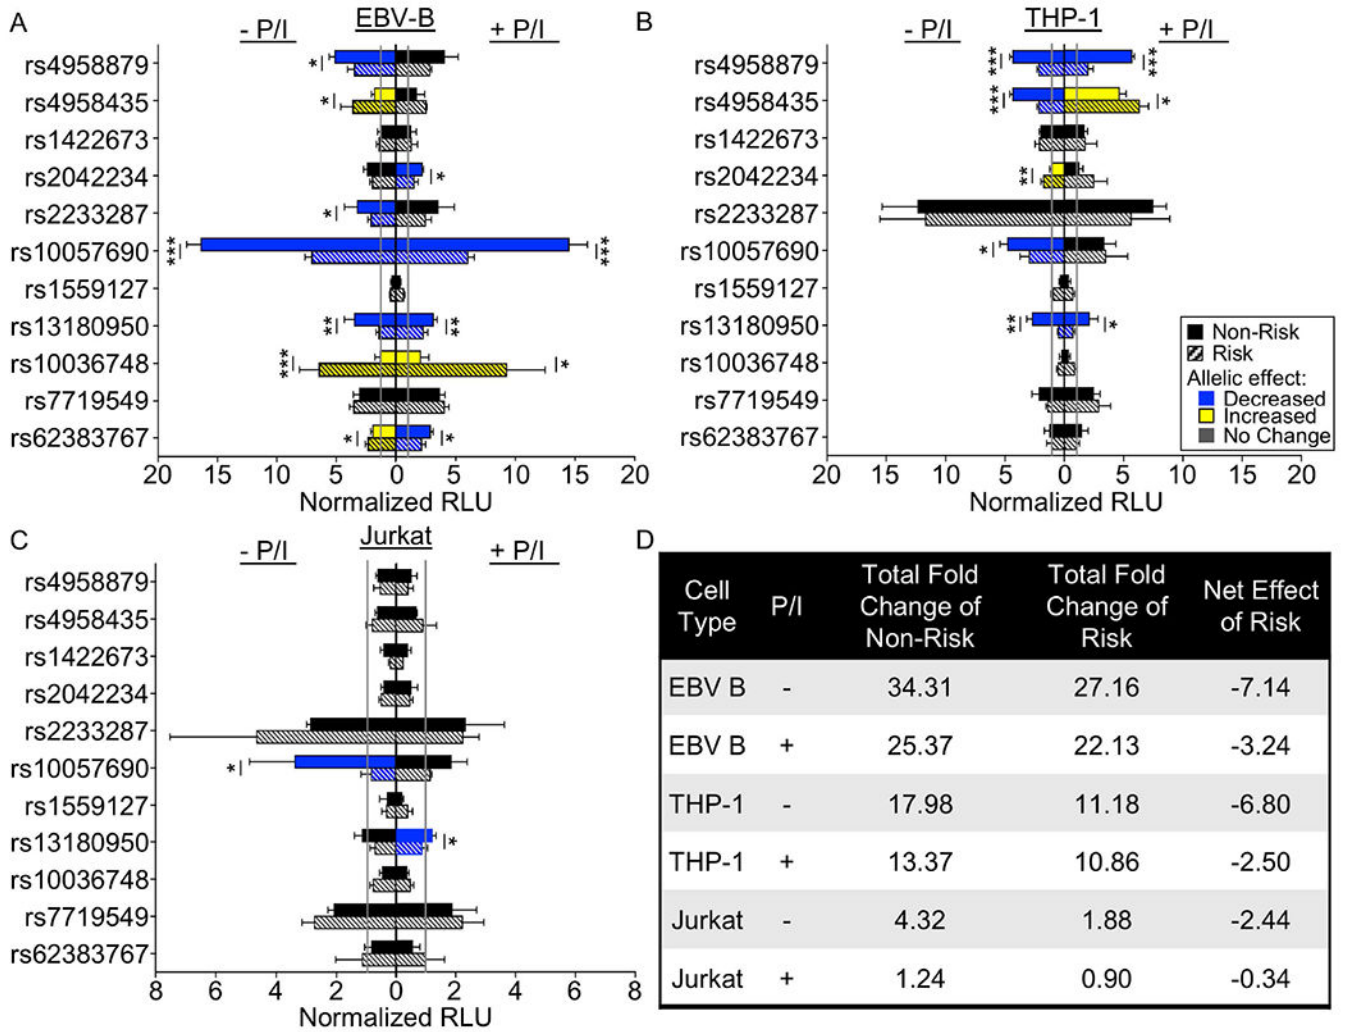 A
EBV-B
- P/I
+ P/I
rs4958879
rs4958435
rs1422673
rs2042234
rs2233287
rs10057690
rs1559127
rs13180950
rs10036748
rs7719549
rs62383767
*
*
*
*
***
***
**
**
***
*
*
*
20 15 10 5 0 5 10 15 20
Normalized RLU
B
THP-1
- P/I
+ P/I
rs4958879
rs4958435
rs1422673
rs2042234
rs2233287
rs10057690
rs1559127
rs13180950
rs10036748
rs7719549
rs62383767
***
***
***
*
**
*
**
*
20 15 10 5 0 5 10 15 20
Normalized RLU
Non-Risk
Risk
Allelic effect:
Decreased
Increased
No Change
C
Jurkat
- P/I
+ P/I
rs4958879
rs4958435
rs1422673
rs2042234
rs2233287
rs10057690
rs1559127
rs13180950
rs10036748
rs7719549
rs62383767
*
*
8 6 4 2 0 2 4 6 8
Normalized RLU
D
Cell Type P/I Total Fold Change of Non-Risk Total Fold Change of Risk Net Effect of Risk
EBV B - 34.31 27.16 -7.14
EBV B + 25.37 22.13 -3.24
THP-1 - 17.98 11.18 -6.80
THP-1 + 13.37 10.86 -2.50
Jurkat - 4.32 1.88 -2.44
Jurkat + 1.24 0.90 -0.34